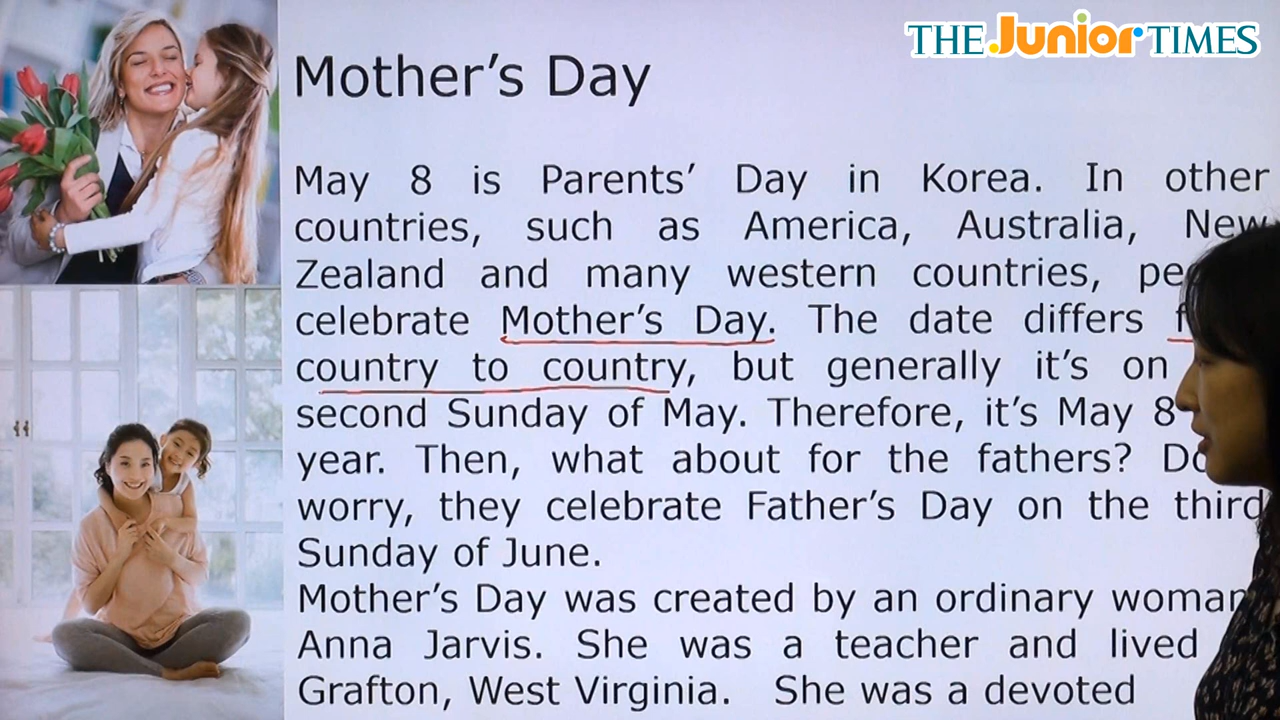 THE Junior TIMES
Mother's Day
May 8 is Parents' Day in Korea. In other
countries, such as America, Australia, New
Zealand and many western countries,
celebrate Mother's Day. The date differs
country to country, but generally it's on
second Sunday of May. Therefore, it's May 8
year. Then, what about for the fathers?
worry, they celebrate Father's Day on the third
Sunday of June.
Mother's Day was created by an ordinary woman
Anna Jarvis. She was a teacher and lived
Grafton, West Virginia. She was a devoted